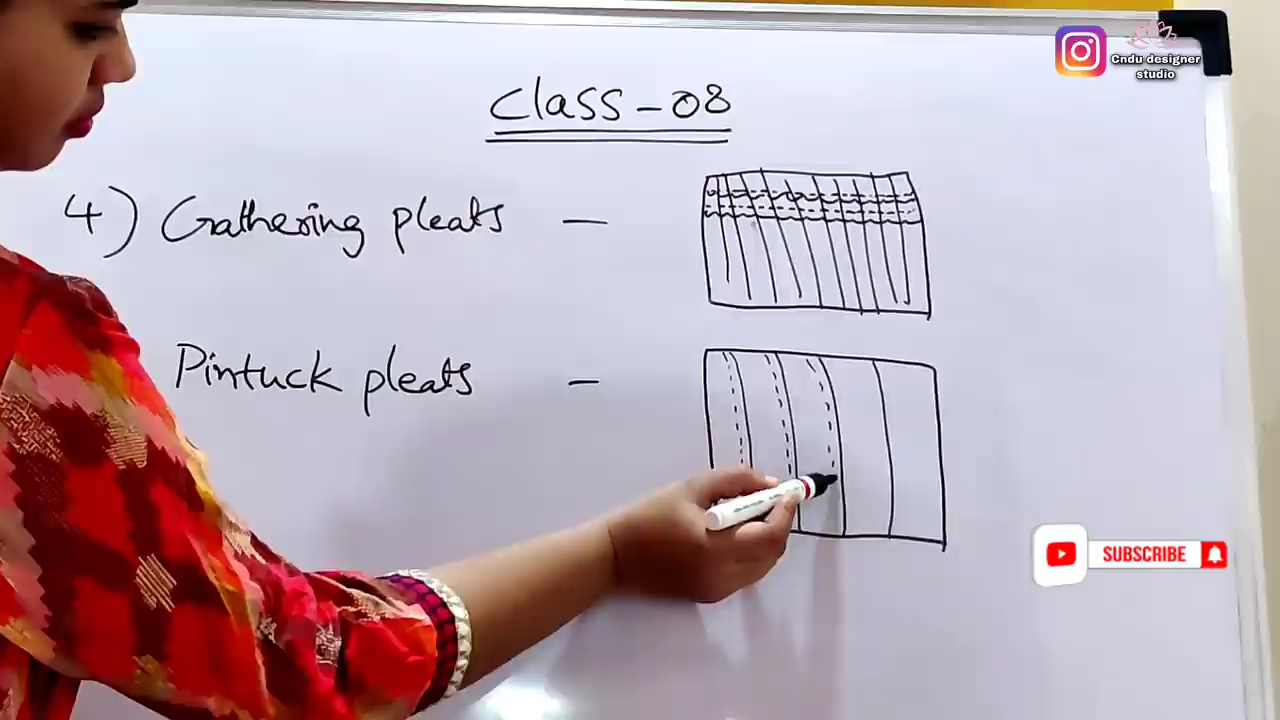 Cndu designer
studio
Class - 08
4) Gathering pleats -
Pintuck pleats -
SUBSCRIBE